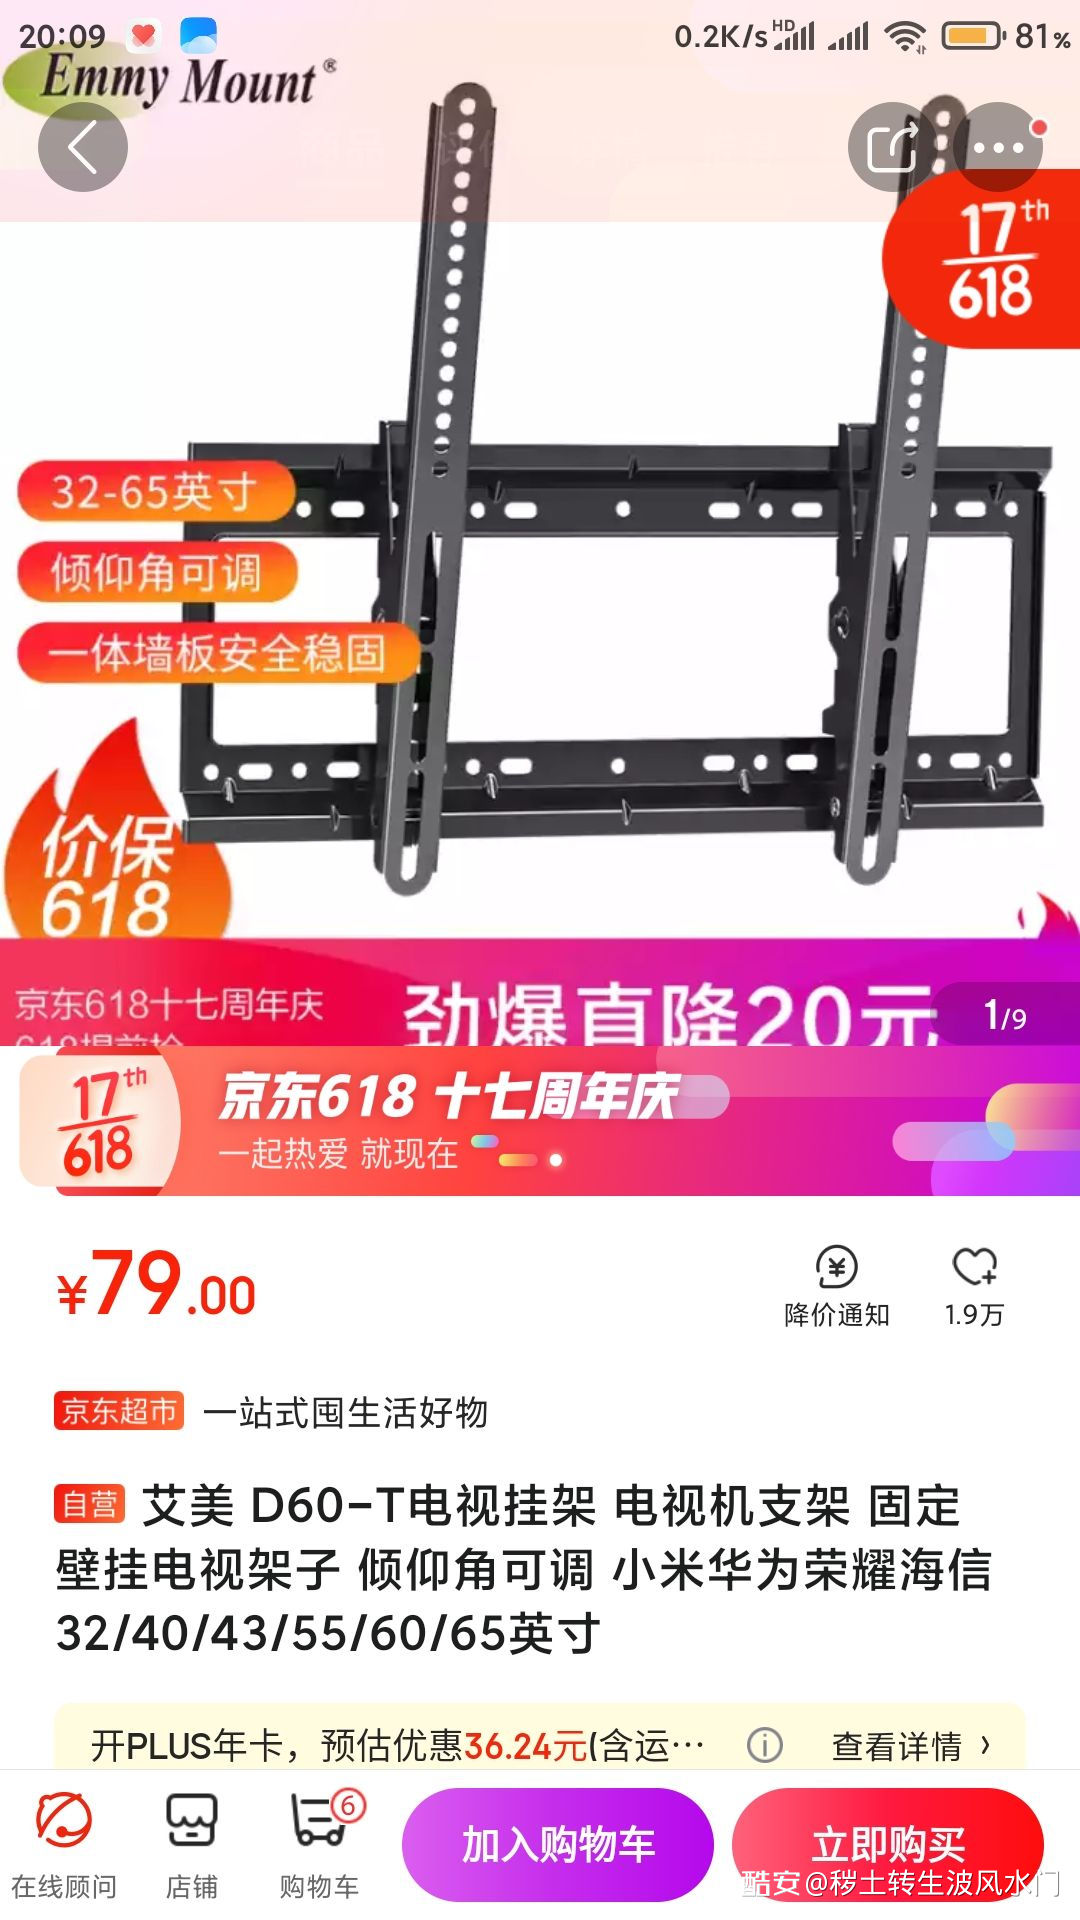 20:09
0.2K/s HD 81%
Emmy Mount®
17th
618
32-65英寸
倾仰角可调
一体墙板安全稳固
价保
618
京东618十七周年庆
劲爆直降20元
618提前抢
1/9
17th
618
京东618 十七周年庆
一起热爱 就现在
¥79.00
降价通知
1.9万
京东超市 一站式囤生活好物
自营 艾美 D60-T电视挂架 电视机支架 固定
壁挂电视架子 倾仰角可调 小米华为荣耀海信
32/40/43/55/60/65英寸
开PLUS年卡，预估优惠36.24元(含运… 查看详情 ›
6
在线顾问
店铺
购物车
加入购物车
立即购买
酷安@秽土转生波风水门